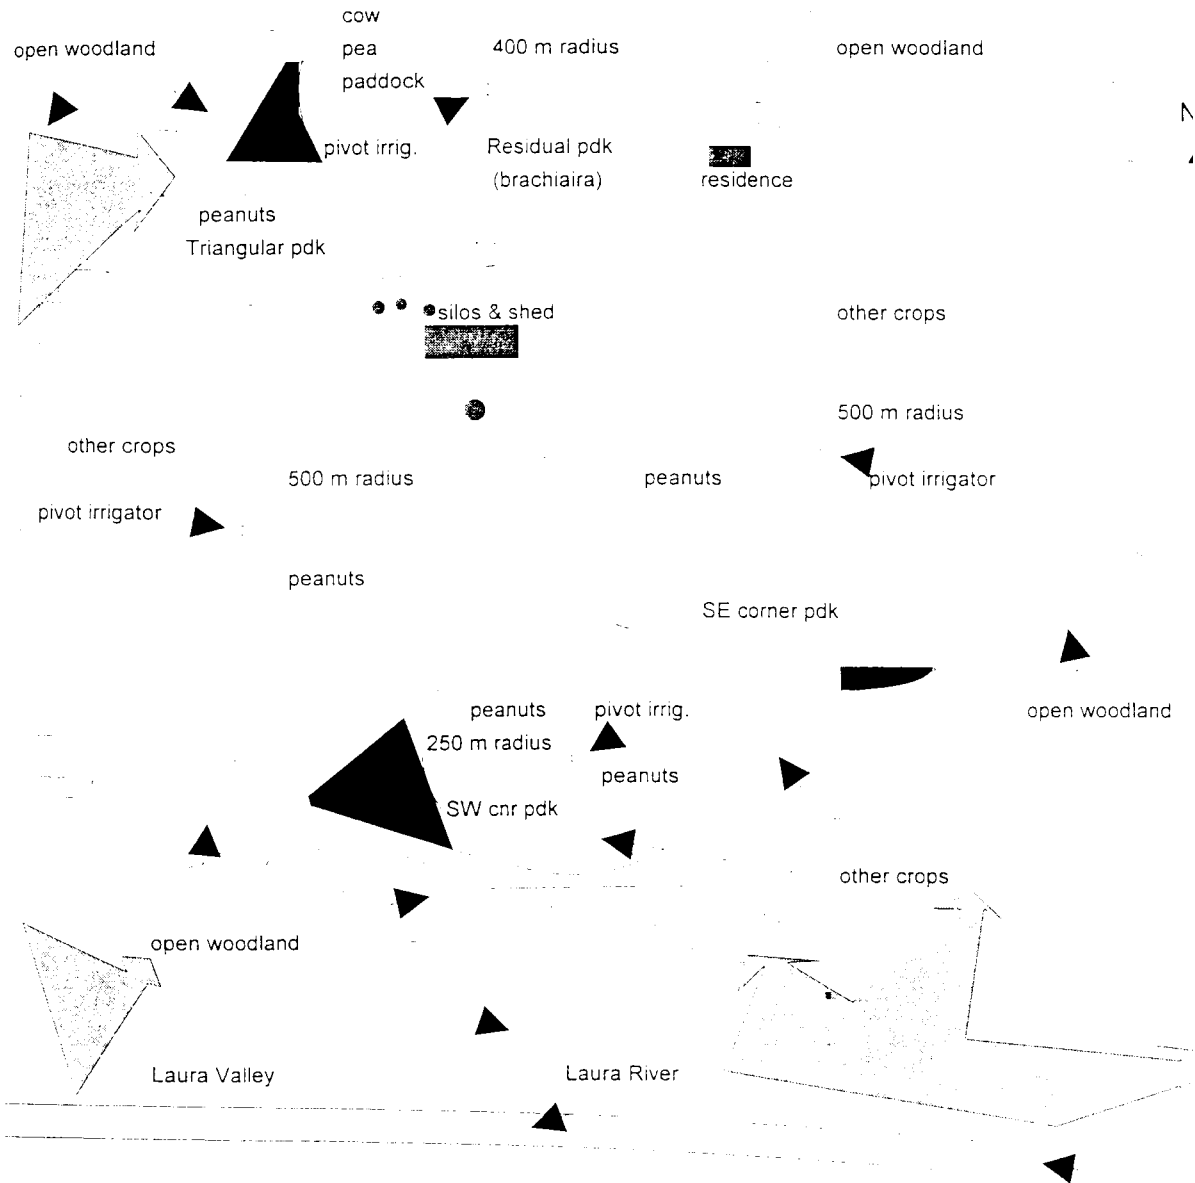 cow
open woodland
pea
400 m radius
open woodland
paddock
N
pivot irrig.
Residual pdk
(brachiaira)
residence
peanuts
Triangular pdk
silos & shed
other crops
500 m radius
other crops
500 m radius
peanuts
pivot irrigator
pivot irrigator
peanuts
SE corner pdk
peanuts
pivot irrig.
open woodland
250 m radius
peanuts
SW cnr pdk
other crops
open woodland
Laura Valley
Laura River